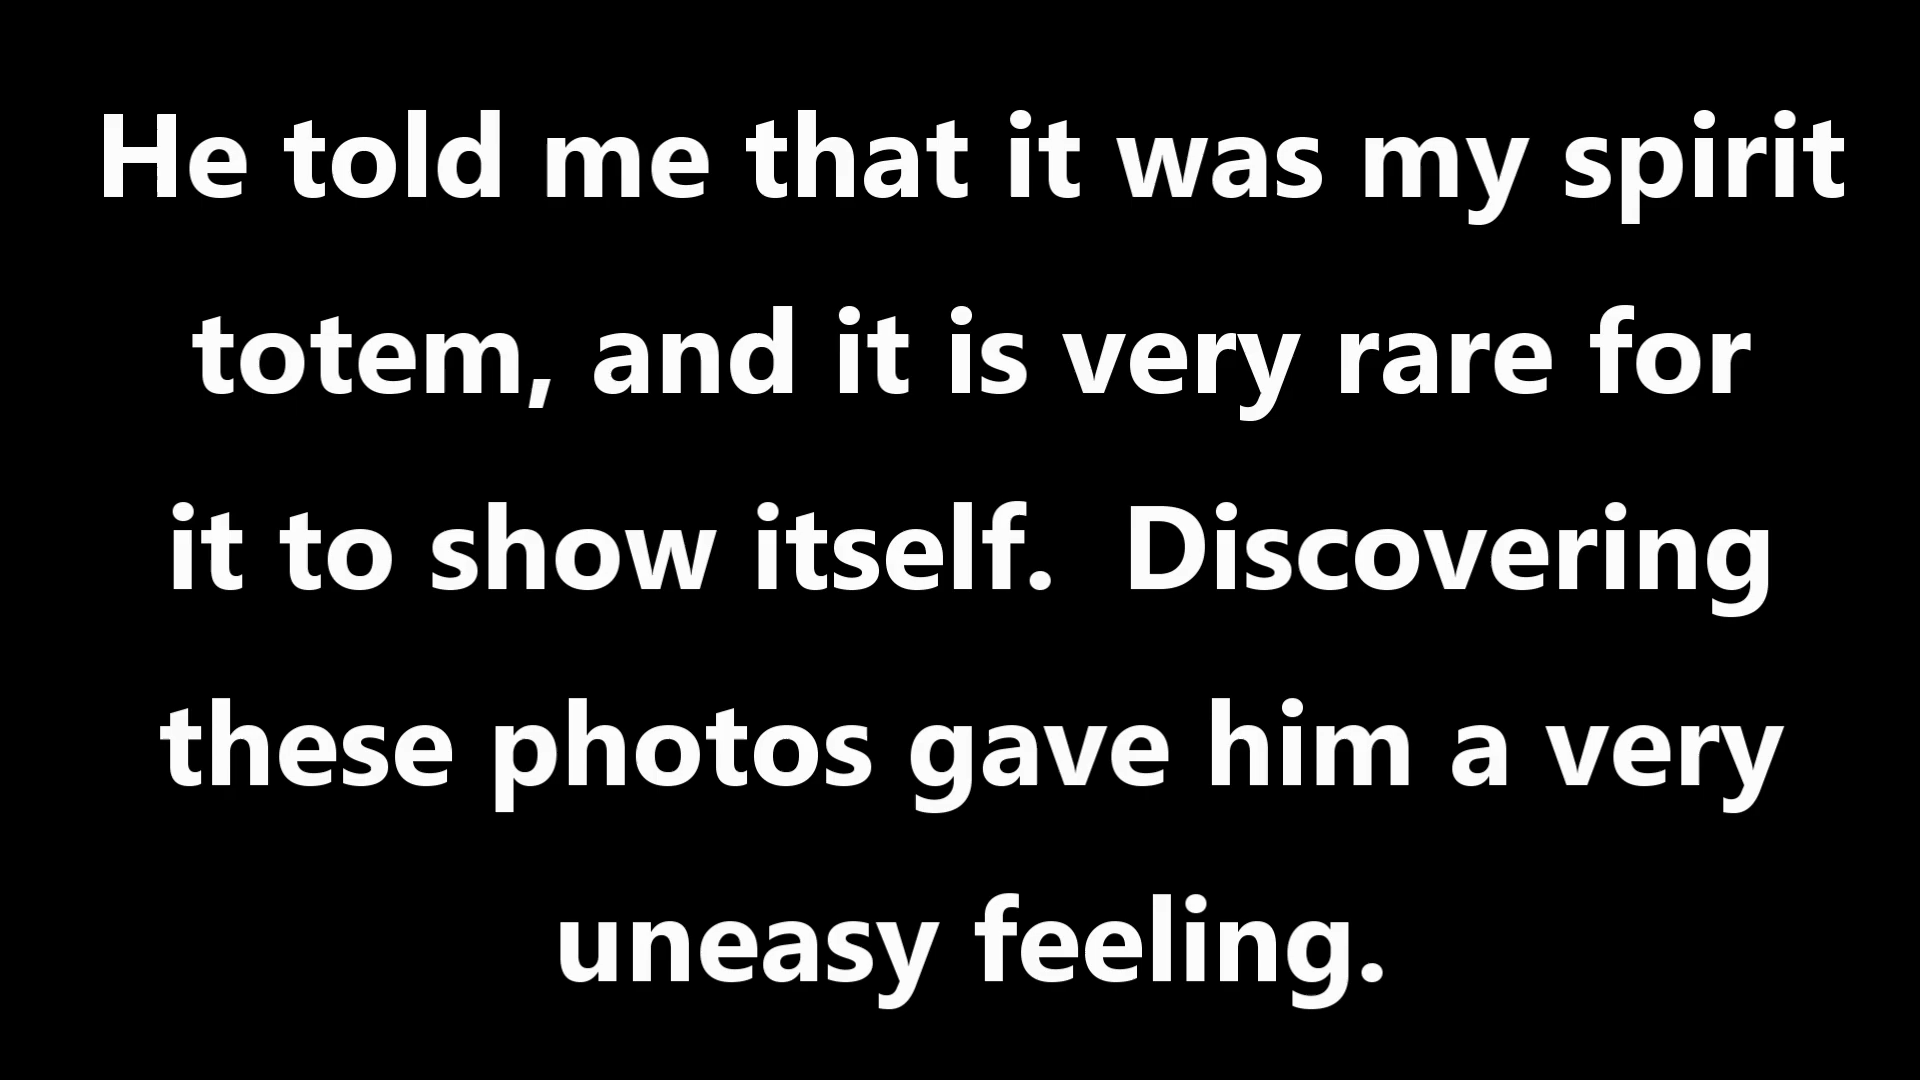 He told me that it was my spirit
totem, and it is very rare for
it to show itself.  Discovering
these photos gave him a very
uneasy feeling.